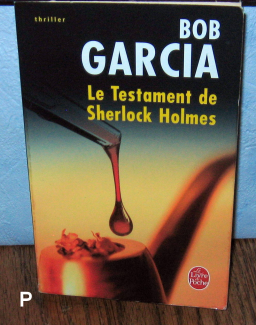 thriller
BOB
GARCIA
Le Testament de
Sherlock Holmes
Le Livre
de
Poche
P